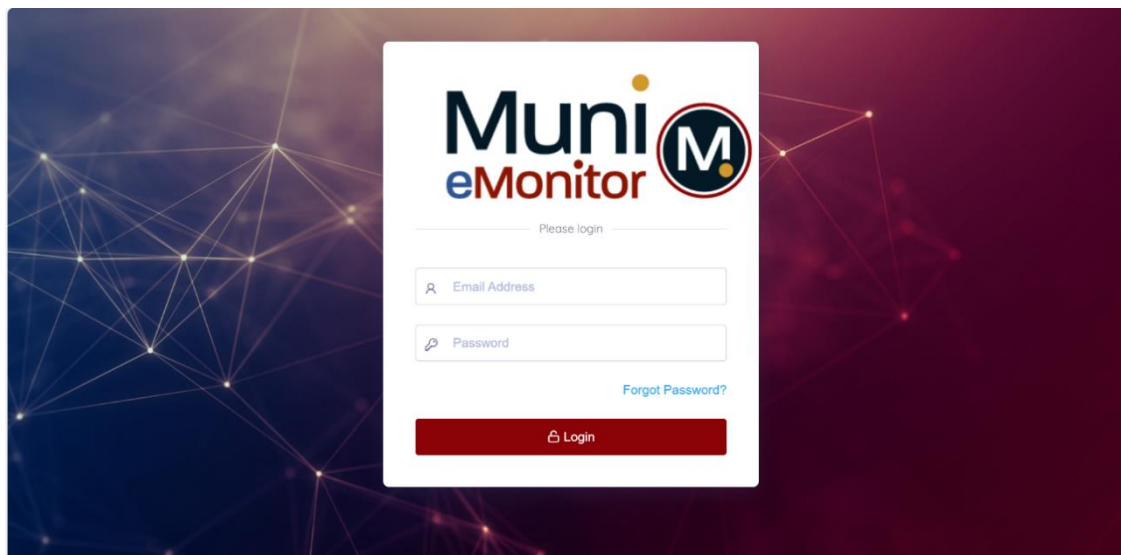 Muni
M
eMonitor
Please login
Email Address
Password
Forgot Password?
Login